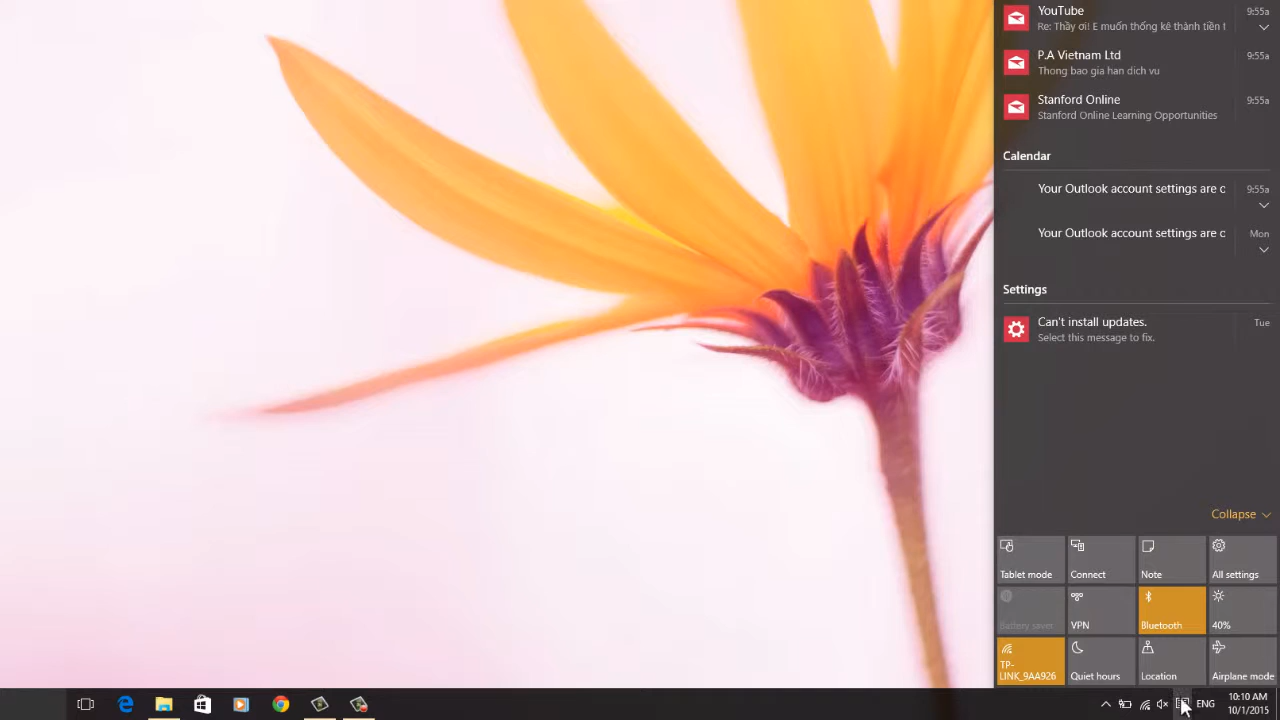 YouTube 9:55a
Re: Thầy ơi! E muốn thống kê thành tiền t
P.A Vietnam Ltd 9:55a
Thong bao gia han dich vu
Stanford Online 9:55a
Stanford Online Learning Opportunities
Calendar
Your Outlook account settings are c 9:55a
Your Outlook account settings are c Mon
Settings
Can't install updates. Tue
Select this message to fix.
Collapse
Tablet mode Connect Note All settings
Battery saver VPN Bluetooth 40%
TP-
LINK_9AA926 Quiet hours Location Airplane mode
ENG 10:10 AM
10/1/2015